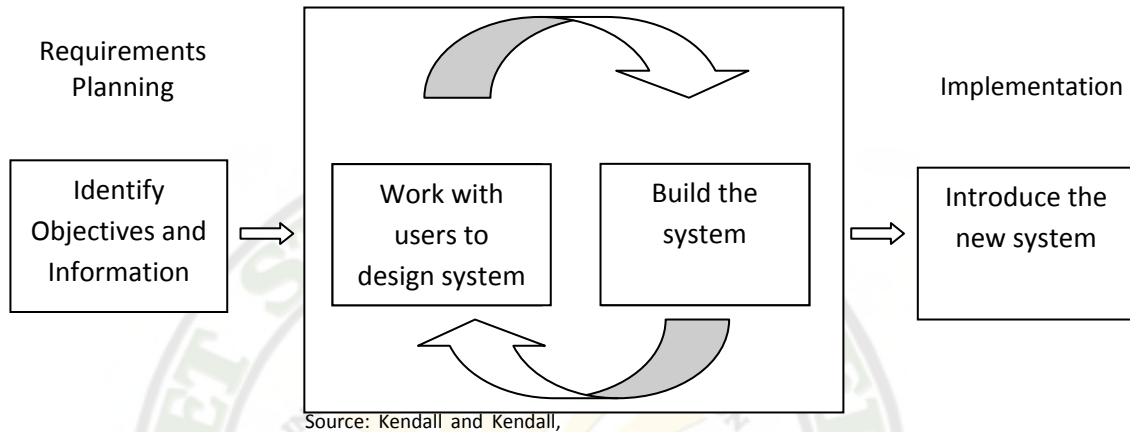 Requirements
Planning
Identify
Objectives and
Information
Work with
users to
design system
Build the
system
Implementation
Introduce the
new system
Source: Kendall and Kendall,